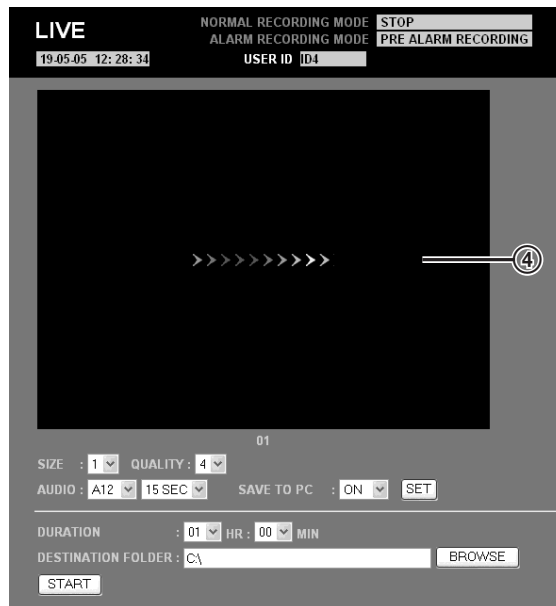 LIVE
NORMAL RECORDING MODE STOP
ALARM RECORDING MODE PRE ALARM RECORDING
19-05-05 12:28:34
USER ID ID4
>>>>>>>>>>
④
01
SIZE : 1 QUALITY : 4
AUDIO : A12 15 SEC SAVE TO PC : ON SET
DURATION : 01 HR : 00 MIN
DESTINATION FOLDER : C:\ BROWSE
START